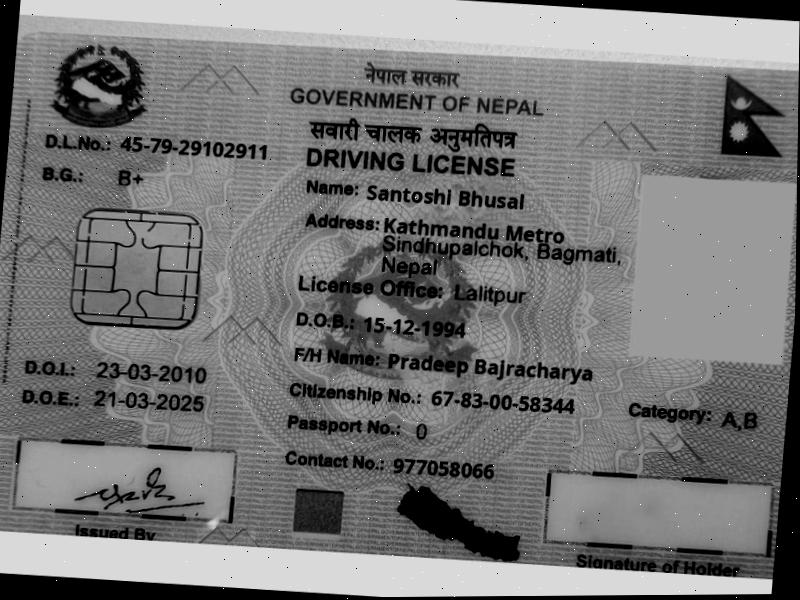 नेपाल सरकार
GOVERNMENT OF NEPAL
सवारी चालक अनुमतिपत्र
DRIVING LICENSE
D.L.No.: 45-79-29102911
B.G.: B+
Name: Santoshi Bhusal
Address: Kathmandu Metro
Sindhupalchok, Bagmati,
Nepal
License Office: Lalitpur
D.O.B.: 15-12-1994
F/H Name: Pradeep Bajracharya
D.O.I.: 23-03-2010
D.O.E.: 21-03-2025
Citizenship No.: 67-83-00-58344
Category: A,B
Passport No.: 0
Contact No.: 977058066
Issued By
Signature of Holder